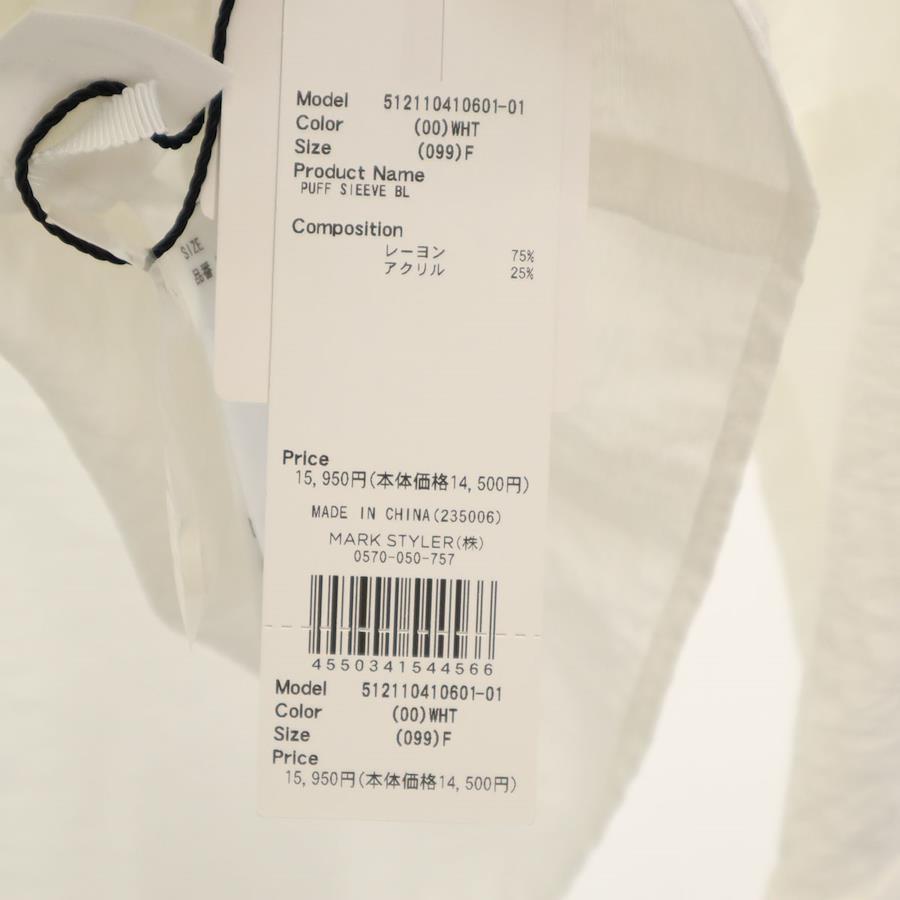 Model 512110410601-01
Color (00)WHT
Size (099)F
Product Name
PUFF SIEEVE BL
Composition
レーヨン 75%
アクリル 25%
Price
15,950円(本体価格14,500円)
MADE IN CHINA(235006)
MARK STYLER(株)
0570-050-757
4550341544566
Model 512110410601-01
Color (00)WHT
Size (099)F
Price
15,950円(本体価格14,500円)
SIZE
品番